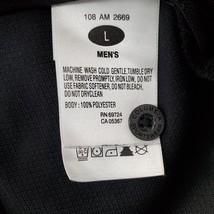 108 AM 2669
L
MEN'S
MACHINE WASH COLD GENTLE, TUMBLE DRY
LOW, REMOVE PROMPTLY, IRON LOW, DO NOT
USE FABRIC SOFTENER, DO NOT BLEACH,
DO NOT DRYCLEAN
BODY: 100% POLYESTER
RN 69724
CA 05367